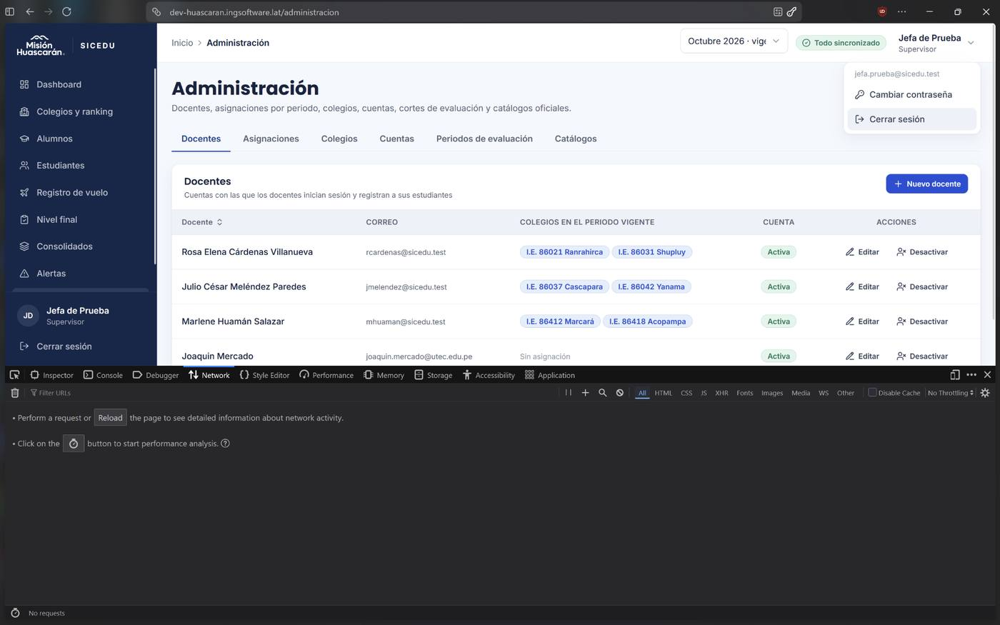 dev-huascaran.ingsoftware.lat/administracion
UD
Misión Huascarán.
SICEDU
Dashboard
Colegios y ranking
Alumnos
Estudiantes
Registro de vuelo
Nivel final
Consolidados
Alertas
JD
Jefa de Prueba
Supervisor
Cerrar sesión
Inicio > Administración
Octubre 2026 · vige
Todo sincronizado
Jefa de Prueba
Supervisor
jefa.prueba@sicedu.test
Cambiar contraseña
Cerrar sesión
Administración
Docentes, asignaciones por periodo, colegios, cuentas, cortes de evaluación y catálogos oficiales.
Docentes Asignaciones Colegios Cuentas Periodos de evaluación Catálogos
Docentes
Cuentas con las que los docentes inician sesión y registran a sus estudiantes
+ Nuevo docente
Docente CORREO COLEGIOS EN EL PERIODO VIGENTE CUENTA ACCIONES
Rosa Elena Cárdenas Villanueva rcardenas@sicedu.test I.E. 86021 Ranrahirca I.E. 86031 Shupluy Activa Editar Desactivar
Julio César Meléndez Paredes jmelendez@sicedu.test I.E. 86037 Cascapara I.E. 86042 Yanama Activa Editar Desactivar
Marlene Huamán Salazar mhuaman@sicedu.test I.E. 86412 Marcará I.E. 86418 Acopampa Activa Editar Desactivar
Joaquin Mercado joaquin.mercado@utec.edu.pe Sin asignación Activa Editar Desactivar
Inspector Console Debugger Network Style Editor Performance Memory Storage Accessibility Application
Filter URLs All HTML CSS JS XHR Fonts Images Media WS Other Disable Cache No Throttling
• Perform a request or Reload the page to see detailed information about network activity.
• Click on the button to start performance analysis. ?
No requests